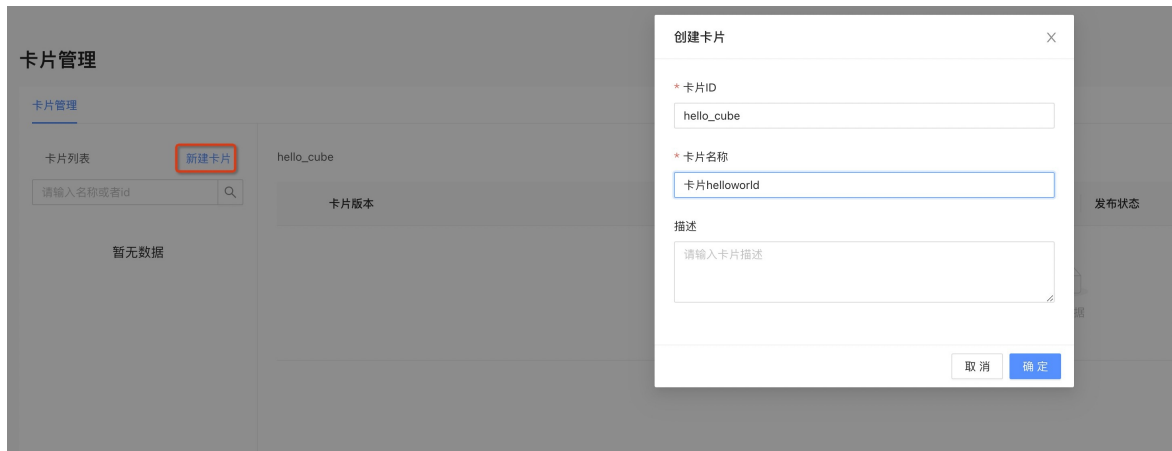 卡片管理
卡片管理
卡片列表
新建卡片
请输入名称或者id
暂无数据
hello_cube
卡片版本
发布状态
据
创建卡片
* 卡片ID
hello_cube
* 卡片名称
卡片helloworld
描述
请输入卡片描述
取 消
确 定